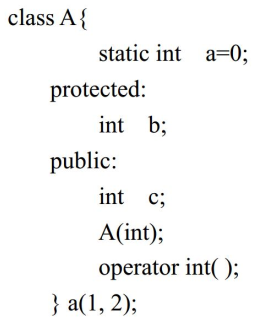 class A{
static int a=0;
protected:
int b;
public:
int c;
A(int);
operator int( );
} a(1, 2);